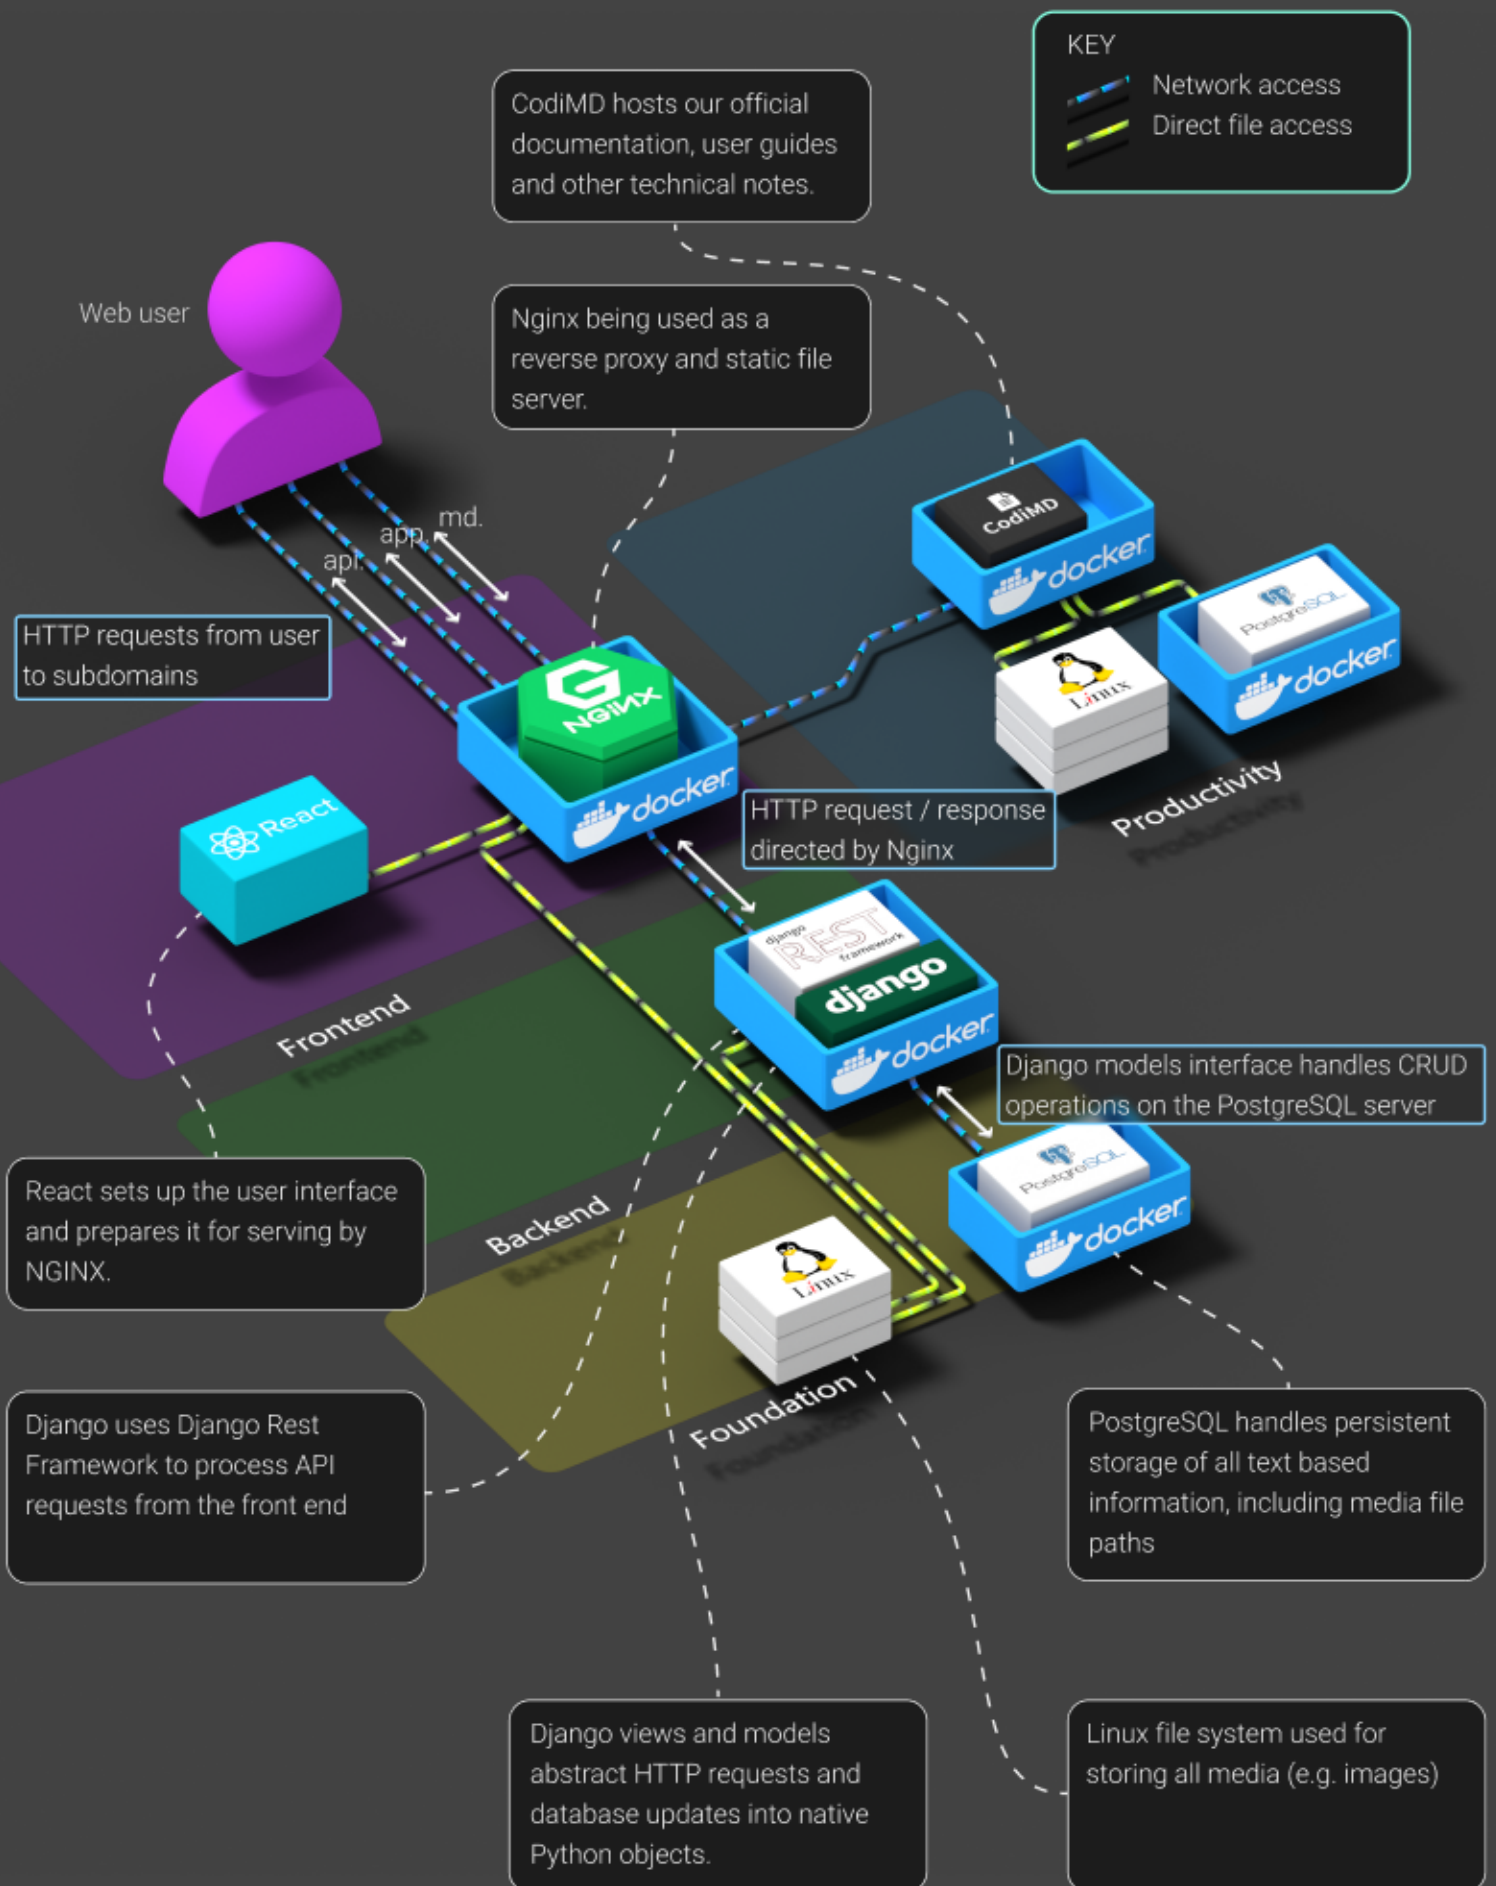 KEY
Network access
Direct file access
CodiMD hosts our official
documentation, user guides
and other technical notes.
Web user
Nginx being used as a
reverse proxy and static file
server.
md.
app.
api.
HTTP requests from user
to subdomains
CodiMD
docker
PostgreSQL
docker
Linux
Productivity
NGINX
docker
HTTP request / response
directed by Nginx
React
Frontend
django
REST
framework
django
docker
Django models interface handles CRUD
operations on the PostgreSQL server
PostgreSQL
docker
React sets up the user interface
and prepares it for serving by
NGINX.
Backend
Linux
Foundation
Django uses Django Rest
Framework to process API
requests from the front end
PostgreSQL handles persistent
storage of all text based
information, including media file
paths
Django views and models
abstract HTTP requests and
database updates into native
Python objects.
Linux file system used for
storing all media (e.g. images)